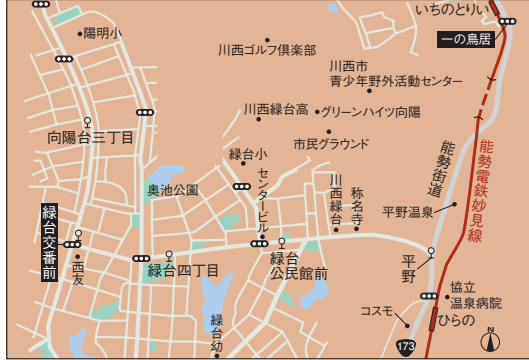 いちのとりい
一の鳥居
陽明小
川西ゴルフ倶楽部
川西市
青少年野外活動センター
川西緑台高
グリーンハイツ向陽
向陽台三丁目
市民グラウンド
能勢街道
能勢電鉄妙見線
緑台小
奥池公園
センタービル
川西緑台
称名寺
平野温泉
緑台交番前
西友
緑台四丁目
緑台
公民館前
平野
協立
温泉病院
コスモ
ひらの
緑台幼
173
N